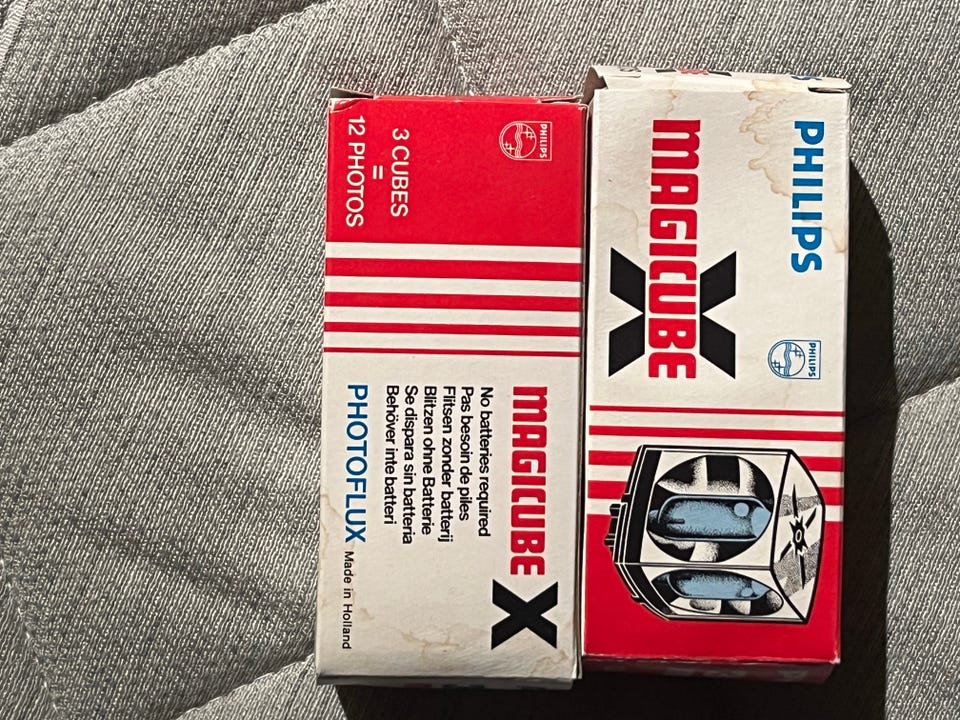 PHILIPS
3 CUBES
=
12 PHOTOS
MAGICUBE X
No batteries required
Pas besoin de piles
Flitsen zonder batterij
Blitzen ohne Batterie
Se dispara sin batteria
Behöver inte batteri
PHOTOFLUX Made in Holland
PHILIPS
MAGICUBE
X
PHILIPS